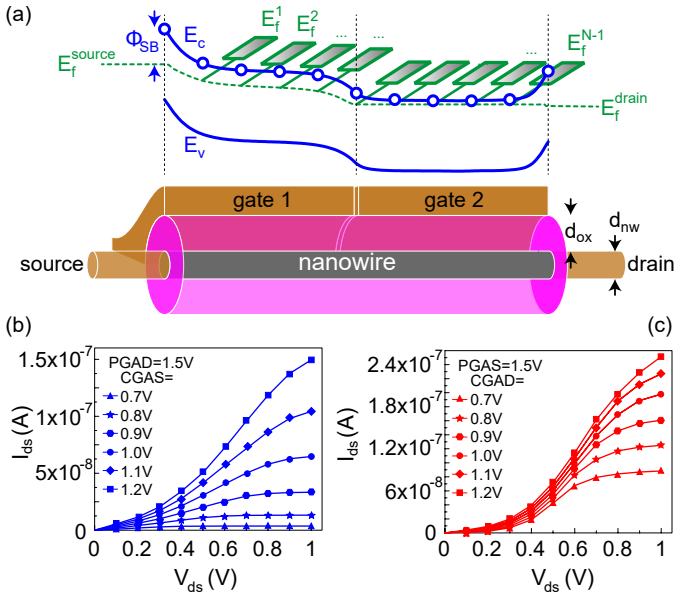 (a)
Φ_SB
E_c
E_f^1
E_f^2
...
...
...
E_f^N-1
E_f^source
E_f^drain
E_v
gate 1
gate 2
d_ox
d_nw
source
nanowire
drain
(b)
1.5x10^-7
1x10^-7
5x10^-8
0
I_ds (A)
PGAD=1.5V
CGAS=
0.7V
0.8V
0.9V
1.0V
1.1V
1.2V
0 0.2 0.4 0.6 0.8 1
V_ds (V)
(c)
2.4x10^-7
1.8x10^-7
1.2x10^-7
6x10^-8
0
I_ds (A)
PGAS=1.5V
CGAD=
0.7V
0.8V
0.9V
1.0V
1.1V
1.2V
0 0.2 0.4 0.6 0.8 1
V_ds (V)